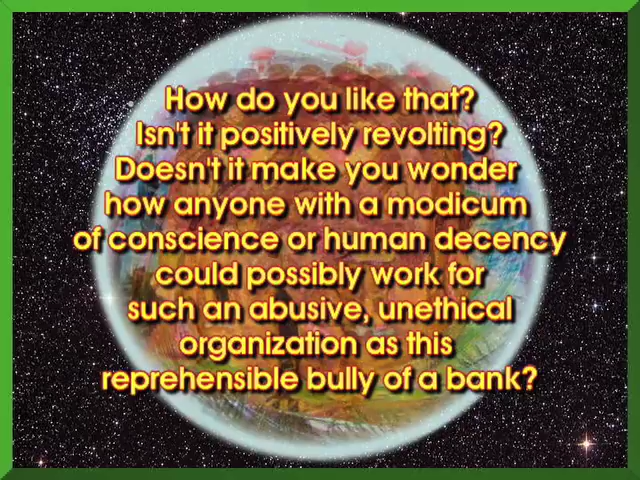 How do you like that?
Isn't it positively revolting?
Doesn't it make you wonder
how anyone with a modicum
of conscience or human decency
could possibly work for
such an abusive, unethical
organization as this
reprehensible bully of a bank?